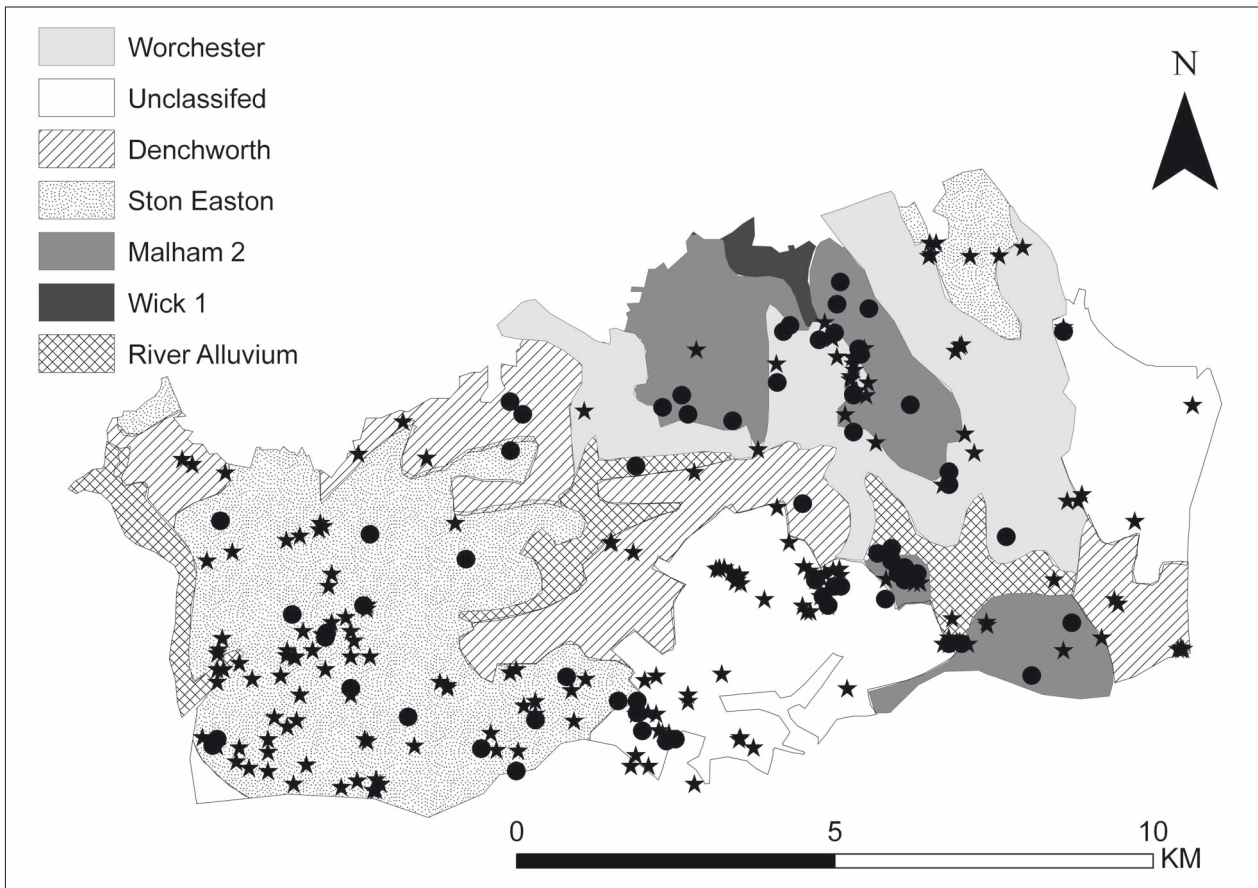 Worchester
Unclassifed
Denchworth
Ston Easton
Malham 2
Wick 1
River Alluvium
N
0 5 10
KM